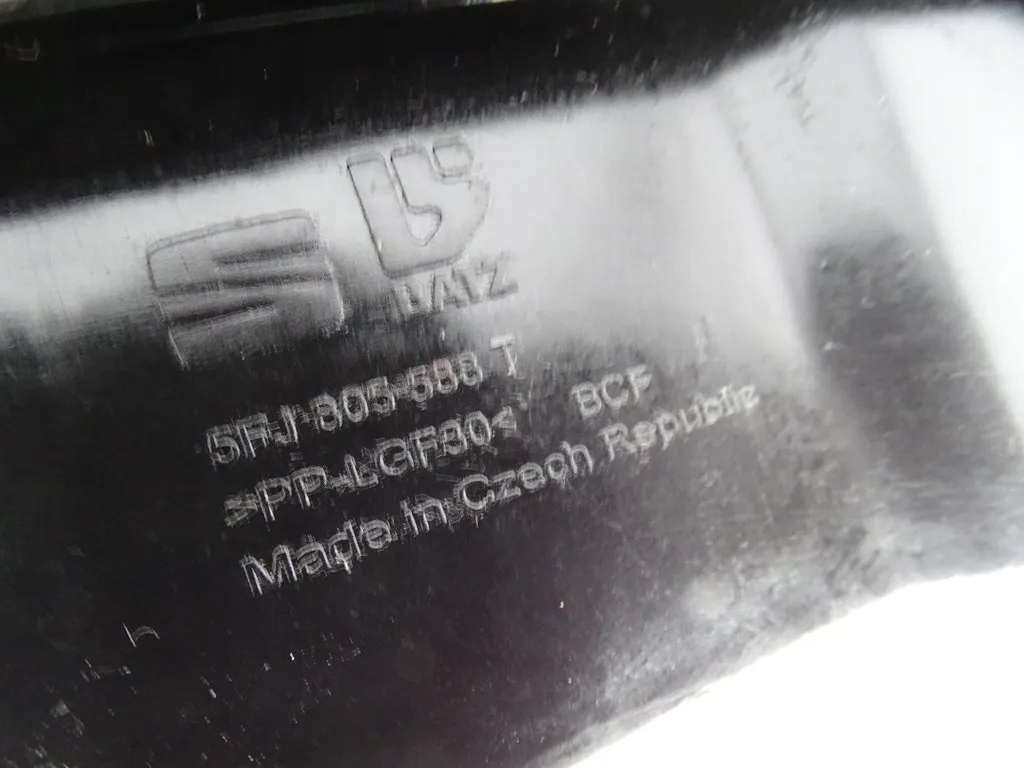 BATZ
5FJ 805 588 T
>PP-LGF30< BCF
Made in Czech Republic